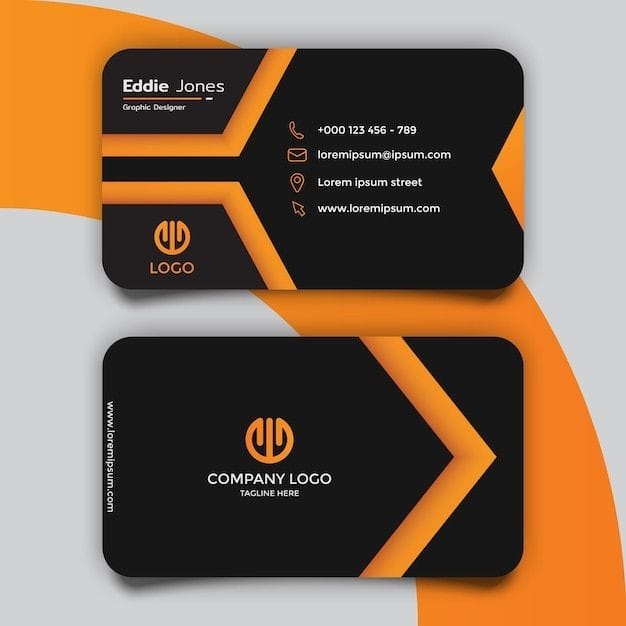 Eddie Jones
Graphic Designer
+000 123 456 - 789
loremipsum@ipsum.com
Lorem ipsum street
www.loremipsum.com
LOGO
www.loremipsum.com
COMPANY LOGO
TAGLINE HERE